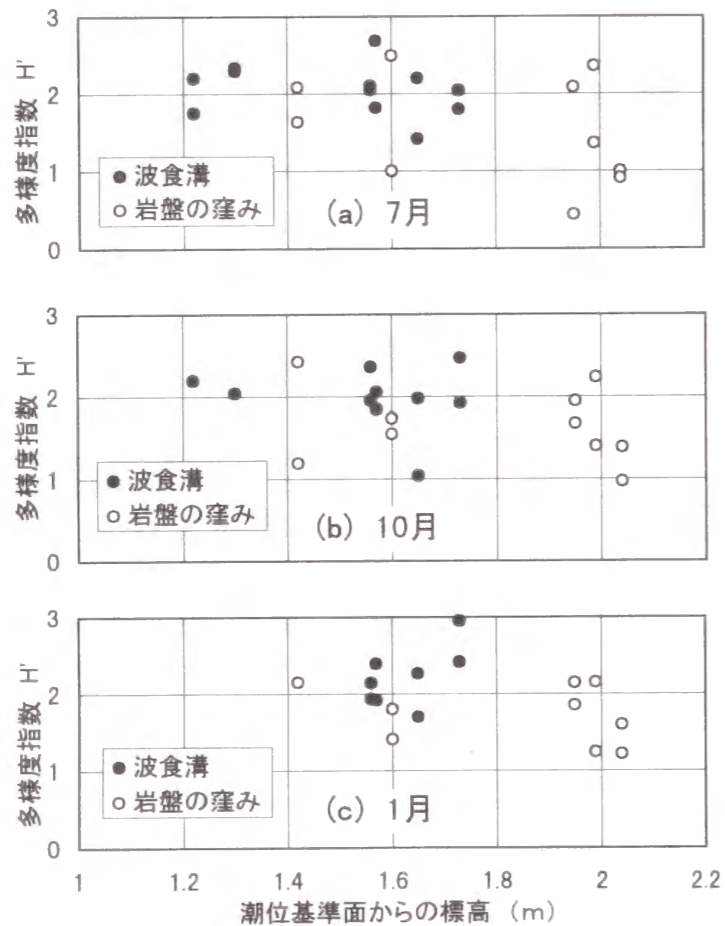 3
2
1
0
多様度指数 H'
● 波食溝
○ 岩盤の窪み
(a) 7月
3
2
1
0
多様度指数 H'
● 波食溝
○ 岩盤の窪み
(b) 10月
3
2
1
0
多様度指数 H'
● 波食溝
○ 岩盤の窪み
(c) 1月
1 1.2 1.4 1.6 1.8 2 2.2
潮位基準面からの標高 (m)